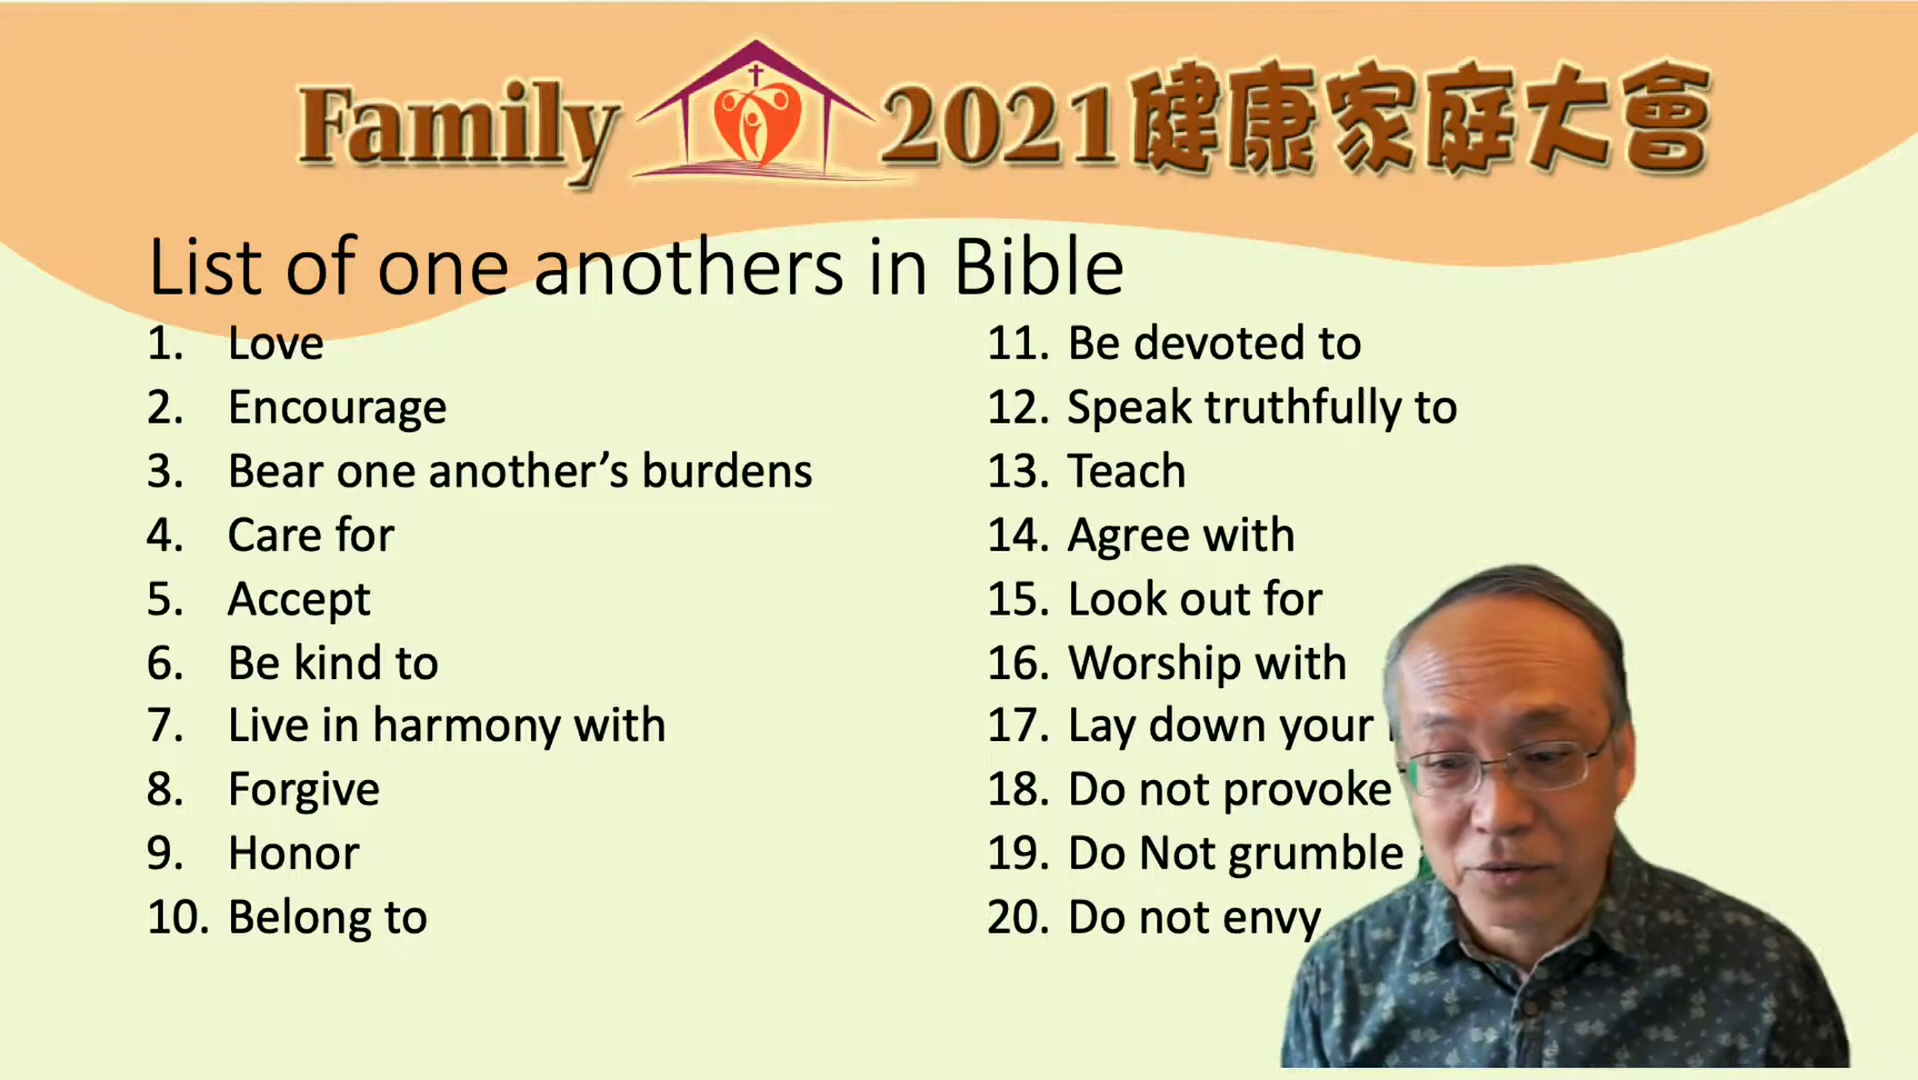 Family 2021健康家庭大會
List of one anothers in Bible
1. Love
2. Encourage
3. Bear one another’s burdens
4. Care for
5. Accept
6. Be kind to
7. Live in harmony with
8. Forgive
9. Honor
10. Belong to
11. Be devoted to
12. Speak truthfully to
13. Teach
14. Agree with
15. Look out for
16. Worship with
17. Lay down your
18. Do not provoke
19. Do Not grumble
20. Do not envy